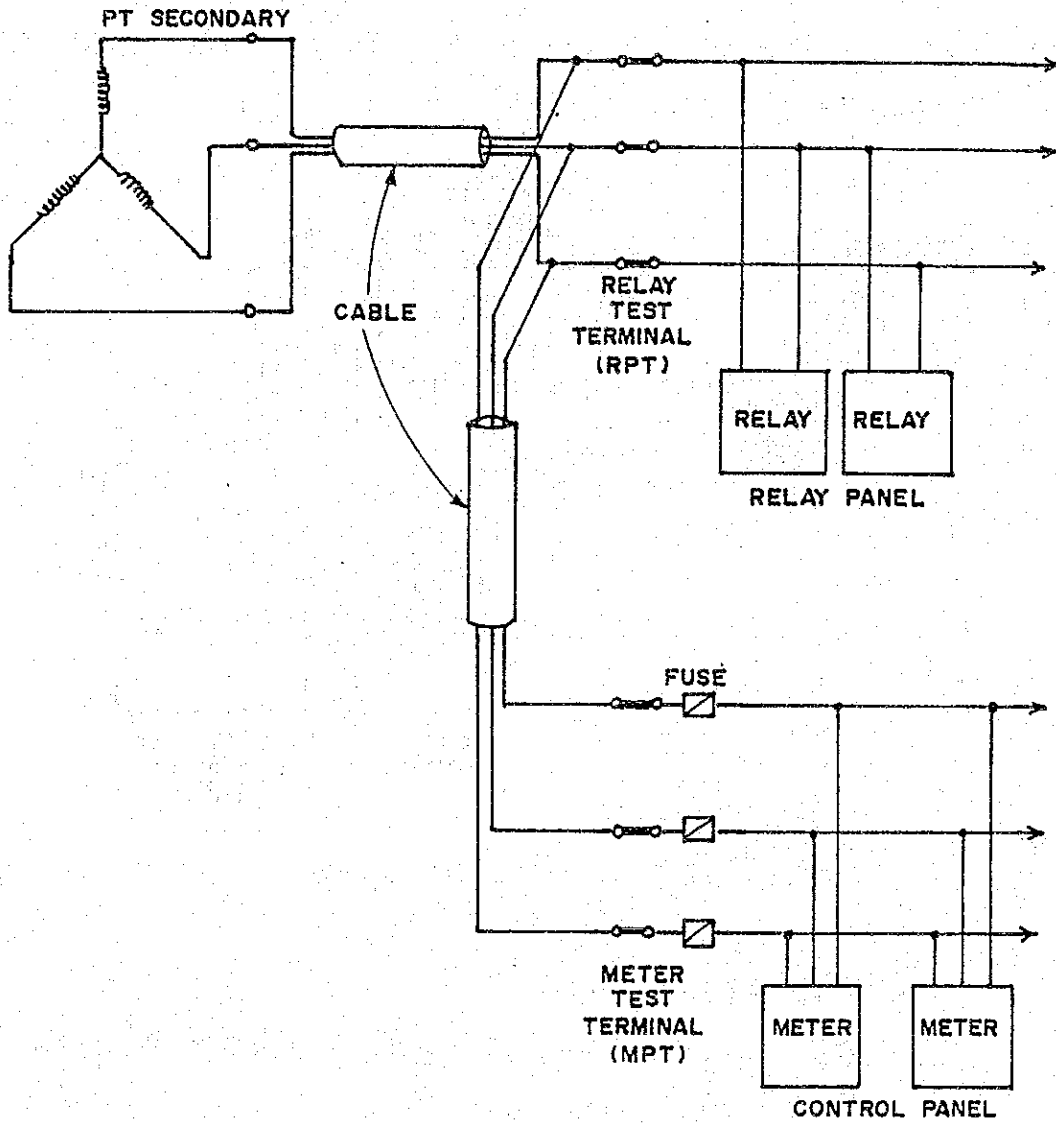 PT SECONDARY
CABLE
RELAY
TEST
TERMINAL
(RPT)
RELAY
RELAY
RELAY PANEL
FUSE
METER
TEST
TERMINAL
(MPT)
METER
METER
CONTROL PANEL